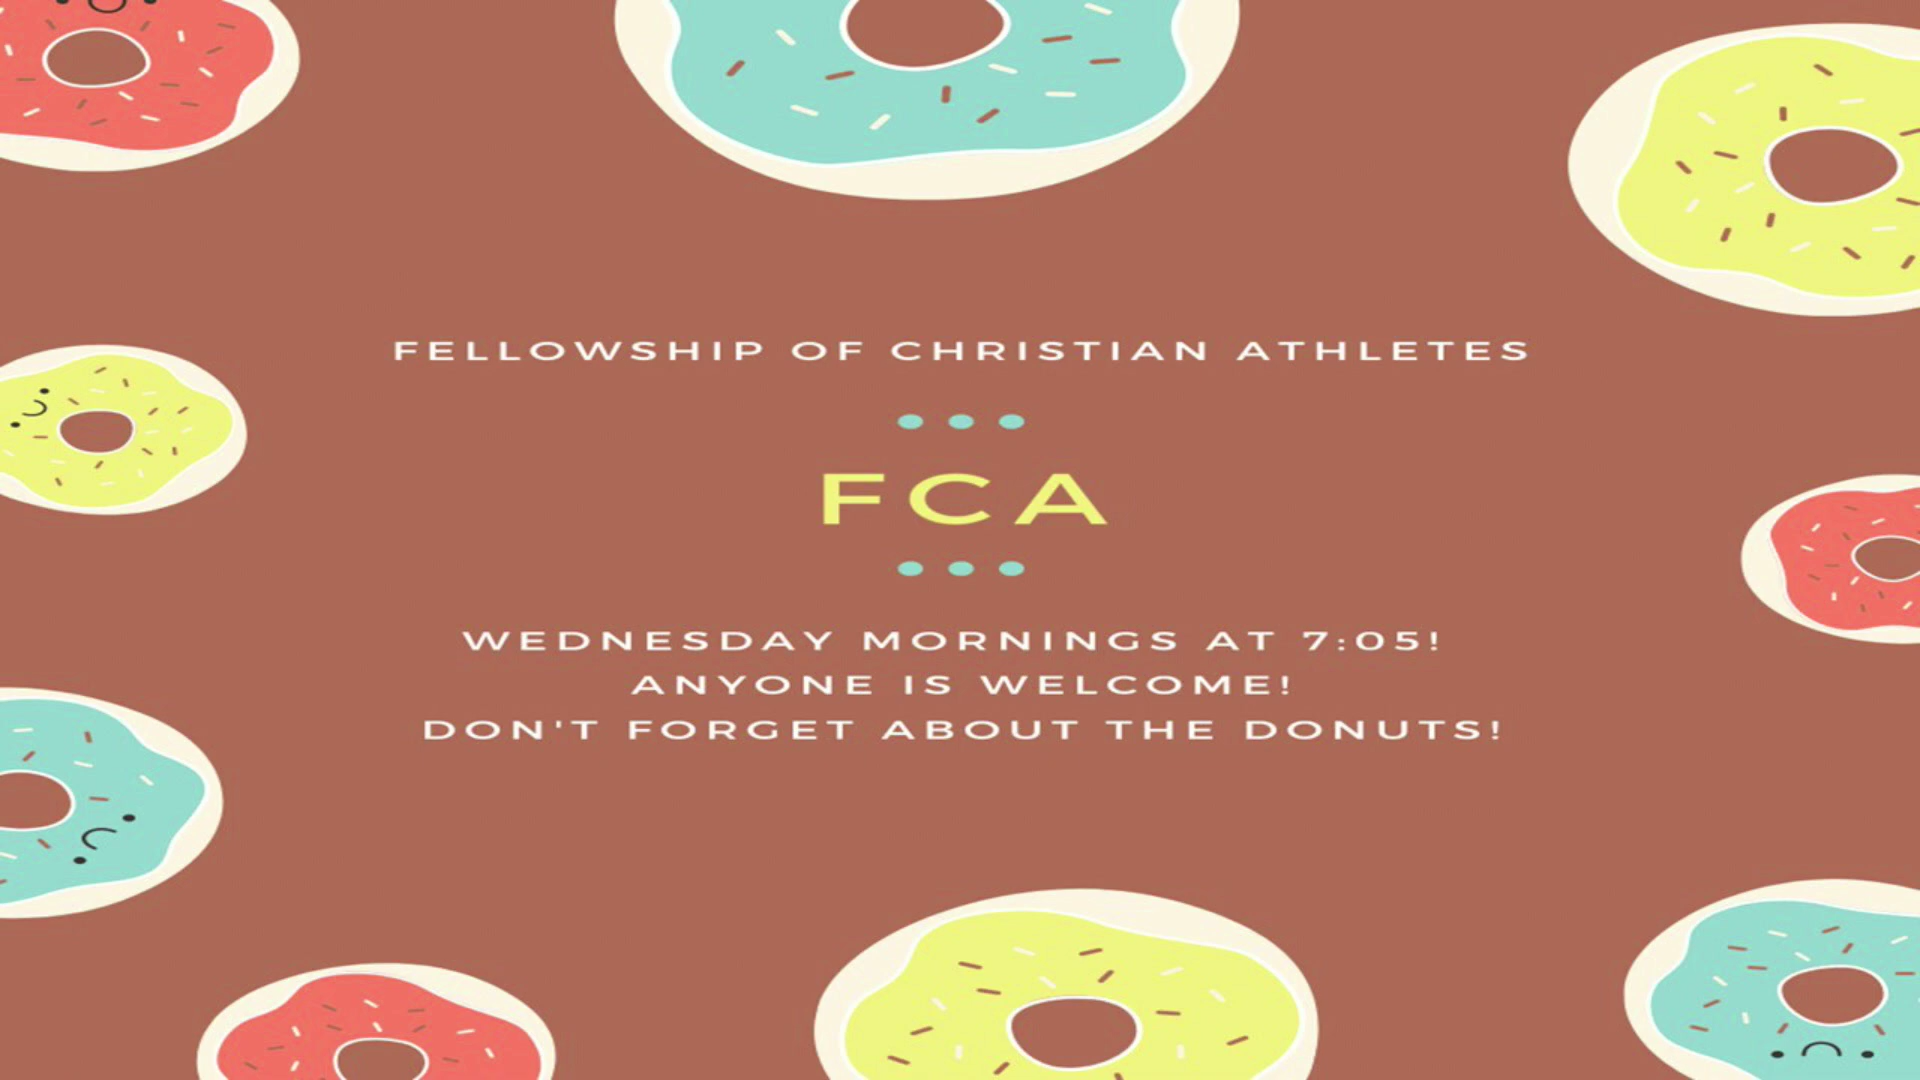 FELLOWSHIP OF CHRISTIAN ATHLETES
FCA
WEDNESDAY MORNINGS AT 7:05!
ANYONE IS WELCOME!
DON'T FORGET ABOUT THE DONUTS!